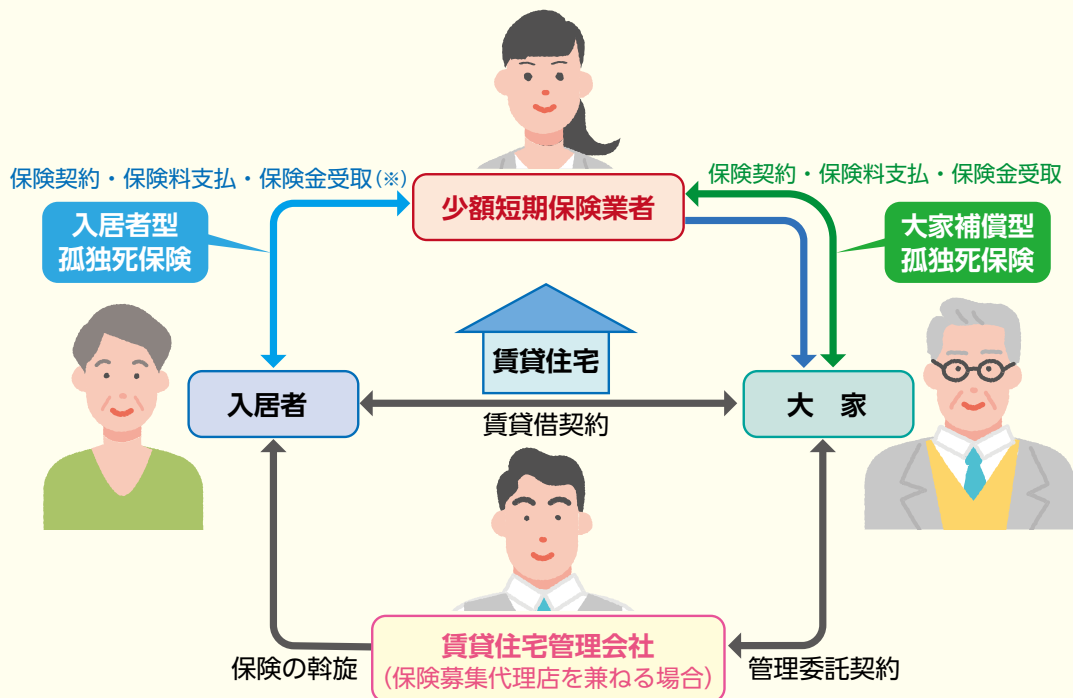 保険契約・保険料支払・保険金受取(※)
保険契約・保険料支払・保険金受取
少額短期保険業者
入居者型
孤独死保険
大家補償型
孤独死保険
賃貸住宅
入居者
大　家
賃貸借契約
賃貸住宅管理会社
(保険募集代理店を兼ねる場合)
保険の斡旋
管理委託契約